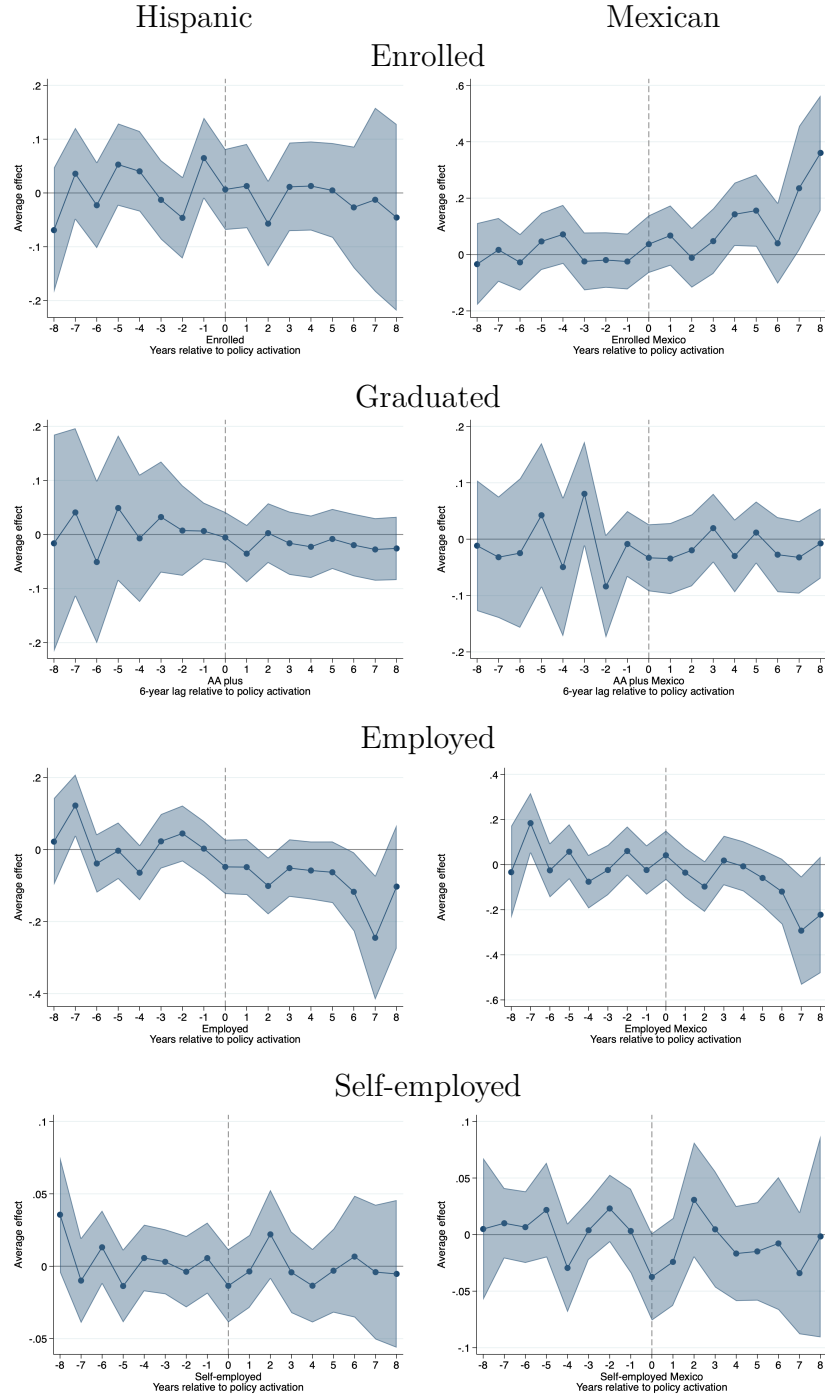 Hispanic Mexican
Enrolled
.2
.1
0
-.1
-.2
Average effect
-8 -7 -6 -5 -4 -3 -2 -1 0 1 2 3 4 5 6 7 8
Enrolled
Years relative to policy activation
.6
.4
.2
0
-.2
Average effect
-8 -7 -6 -5 -4 -3 -2 -1 0 1 2 3 4 5 6 7 8
Enrolled Mexico
Years relative to policy activation
Graduated
.2
.1
0
-.1
-.2
Average effect
-8 -7 -6 -5 -4 -3 -2 -1 0 1 2 3 4 5 6 7 8
AA plus
6-year lag relative to policy activation
.2
.1
0
-.1
-.2
Average effect
-8 -7 -6 -5 -4 -3 -2 -1 0 1 2 3 4 5 6 7 8
AA plus Mexico
6-year lag relative to policy activation
Employed
.2
0
-.2
-.4
Average effect
-8 -7 -6 -5 -4 -3 -2 -1 0 1 2 3 4 5 6 7 8
Employed
Years relative to policy activation
.4
.2
0
-.2
-.4
-.6
Average effect
-8 -7 -6 -5 -4 -3 -2 -1 0 1 2 3 4 5 6 7 8
Employed Mexico
Years relative to policy activation
Self-employed
.1
.05
0
-.05
Average effect
-8 -7 -6 -5 -4 -3 -2 -1 0 1 2 3 4 5 6 7 8
Self-employed
Years relative to policy activation
.1
.05
0
-.05
-.1
Average effect
-8 -7 -6 -5 -4 -3 -2 -1 0 1 2 3 4 5 6 7 8
Self-employed Mexico
Years relative to policy activation